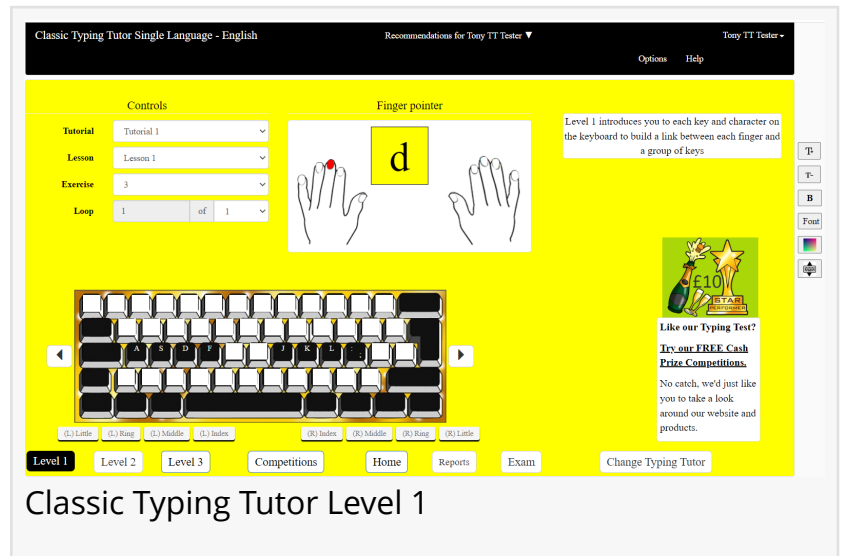 Classic Typing Tutor Single Language - English
Recommendations for Tony TT Tester ▼
Tony TT Tester
Options Help
Controls
Tutorial Tutorial 1
Lesson Lesson 1
Exercise 3
Loop 1 of 1
Finger pointer
d
Level 1 introduces you to each key and character on
the keyboard to build a link between each finger and
a group of keys
T-
B
Font
£10
STAR
PERFORMER
Like our Typing Test?
Try our FREE Cash
Prize Competitions.
No catch, we'd just like
you to take a look
around our website and
products.
A S D F J K L : ;
(L) Little (L) Ring (L) Middle (L) Index (R) Index (R) Middle (R) Ring (R) Little
Level 1 Level 2 Level 3 Competitions Home Reports Exam Change Typing Tutor
Classic Typing Tutor Level 1